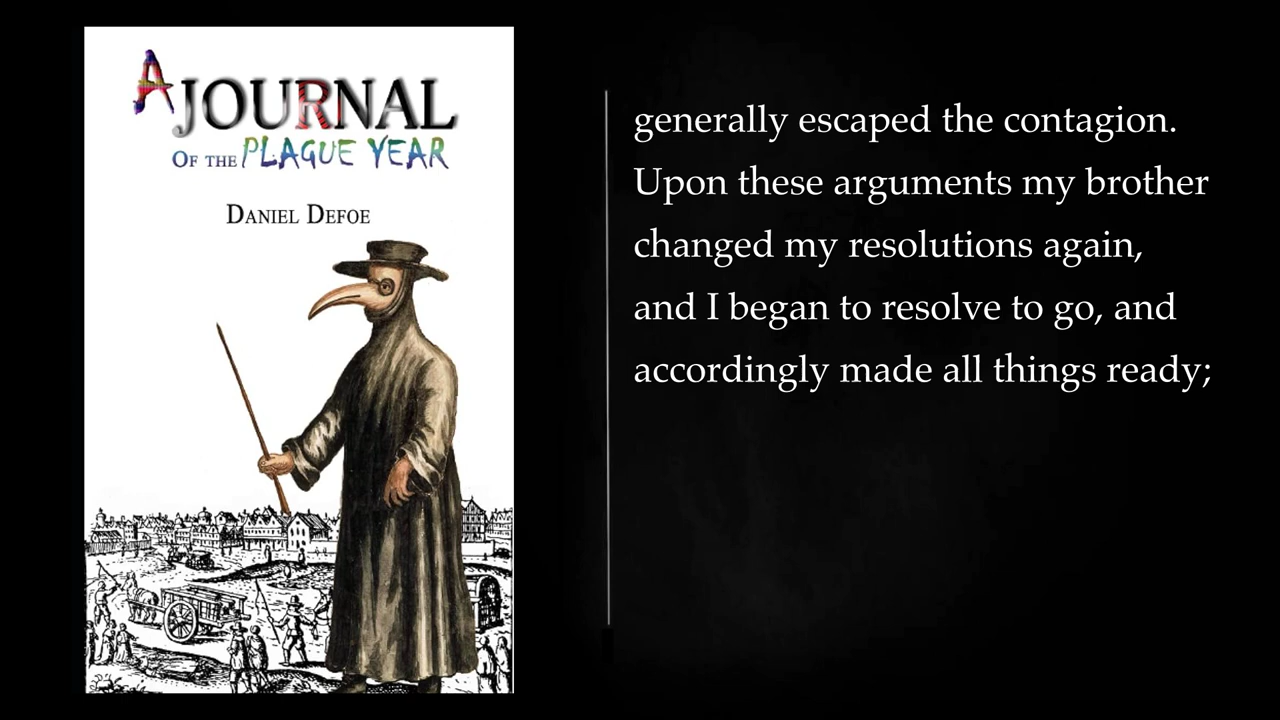 A JOURNAL
OF THE PLAGUE YEAR
DANIEL DEFOE
generally escaped the contagion.
Upon these arguments my brother
changed my resolutions again,
and I began to resolve to go, and
accordingly made all things ready;